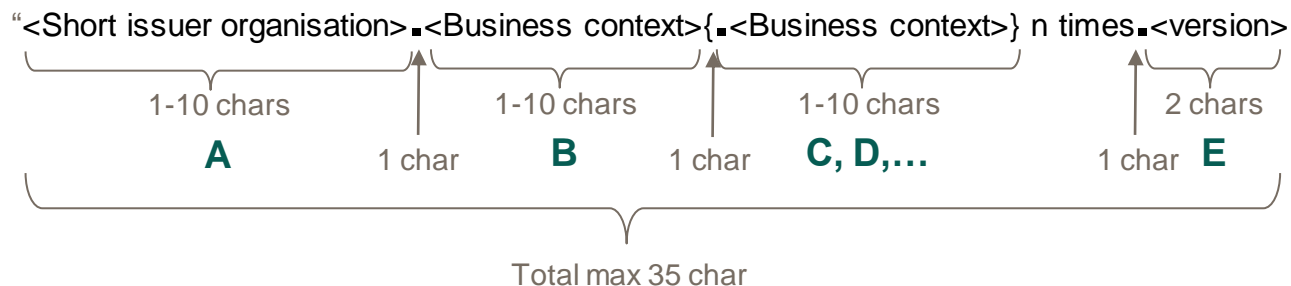 “<Short issuer organisation>.<Business context>{.<Business context>} n times.<version>
1-10 chars 1-10 chars 1-10 chars 2 chars
A 1 char B 1 char C, D,… 1 char E
Total max 35 char